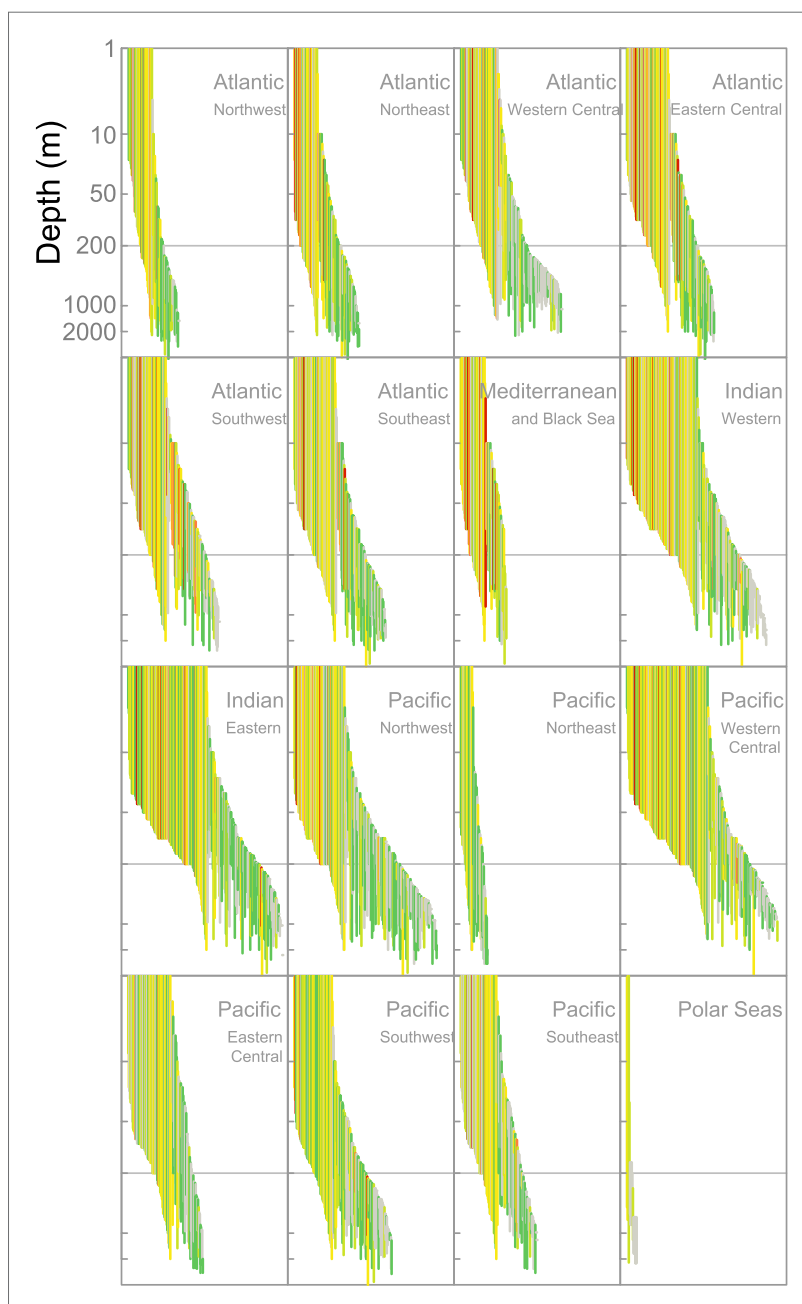 Depth (m)
1
10
50
200
1000
2000
Atlantic
Northwest
Atlantic
Northeast
Atlantic
Western Central
Atlantic
Eastern Central
Atlantic
Southwest
Atlantic
Southeast
Mediterranean
and Black Sea
Indian
Western
Indian
Eastern
Pacific
Northwest
Pacific
Northeast
Pacific
Western
Central
Pacific
Eastern
Central
Pacific
Southwest
Pacific
Southeast
Polar Seas